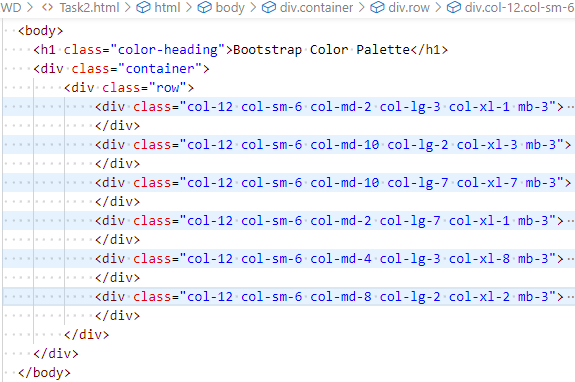 WD > Task2.html > html > body > div.container > div.row > div.col-12.col-sm-6
<body>
<h1 class="color-heading">Bootstrap Color Palette</h1>
<div class="container">
<div class="row">
<div class="col-12 col-sm-6 col-md-2 col-lg-3 col-xl-1 mb-3">··
</div>
<div class="col-12 col-sm-6 col-md-10 col-lg-2 col-xl-3 mb-3">
</div>
<div class="col-12 col-sm-6 col-md-10 col-lg-7 col-xl-7 mb-3">
</div>
<div class="col-12 col-sm-6 col-md-2 col-lg-7 col-xl-1 mb-3">··
</div>
<div class="col-12 col-sm-6 col-md-4 col-lg-3 col-xl-8 mb-3">··
</div>
<div class="col-12 col-sm-6 col-md-8 col-lg-2 col-xl-2 mb-3">··
</div>
</div>
</div>
</body>